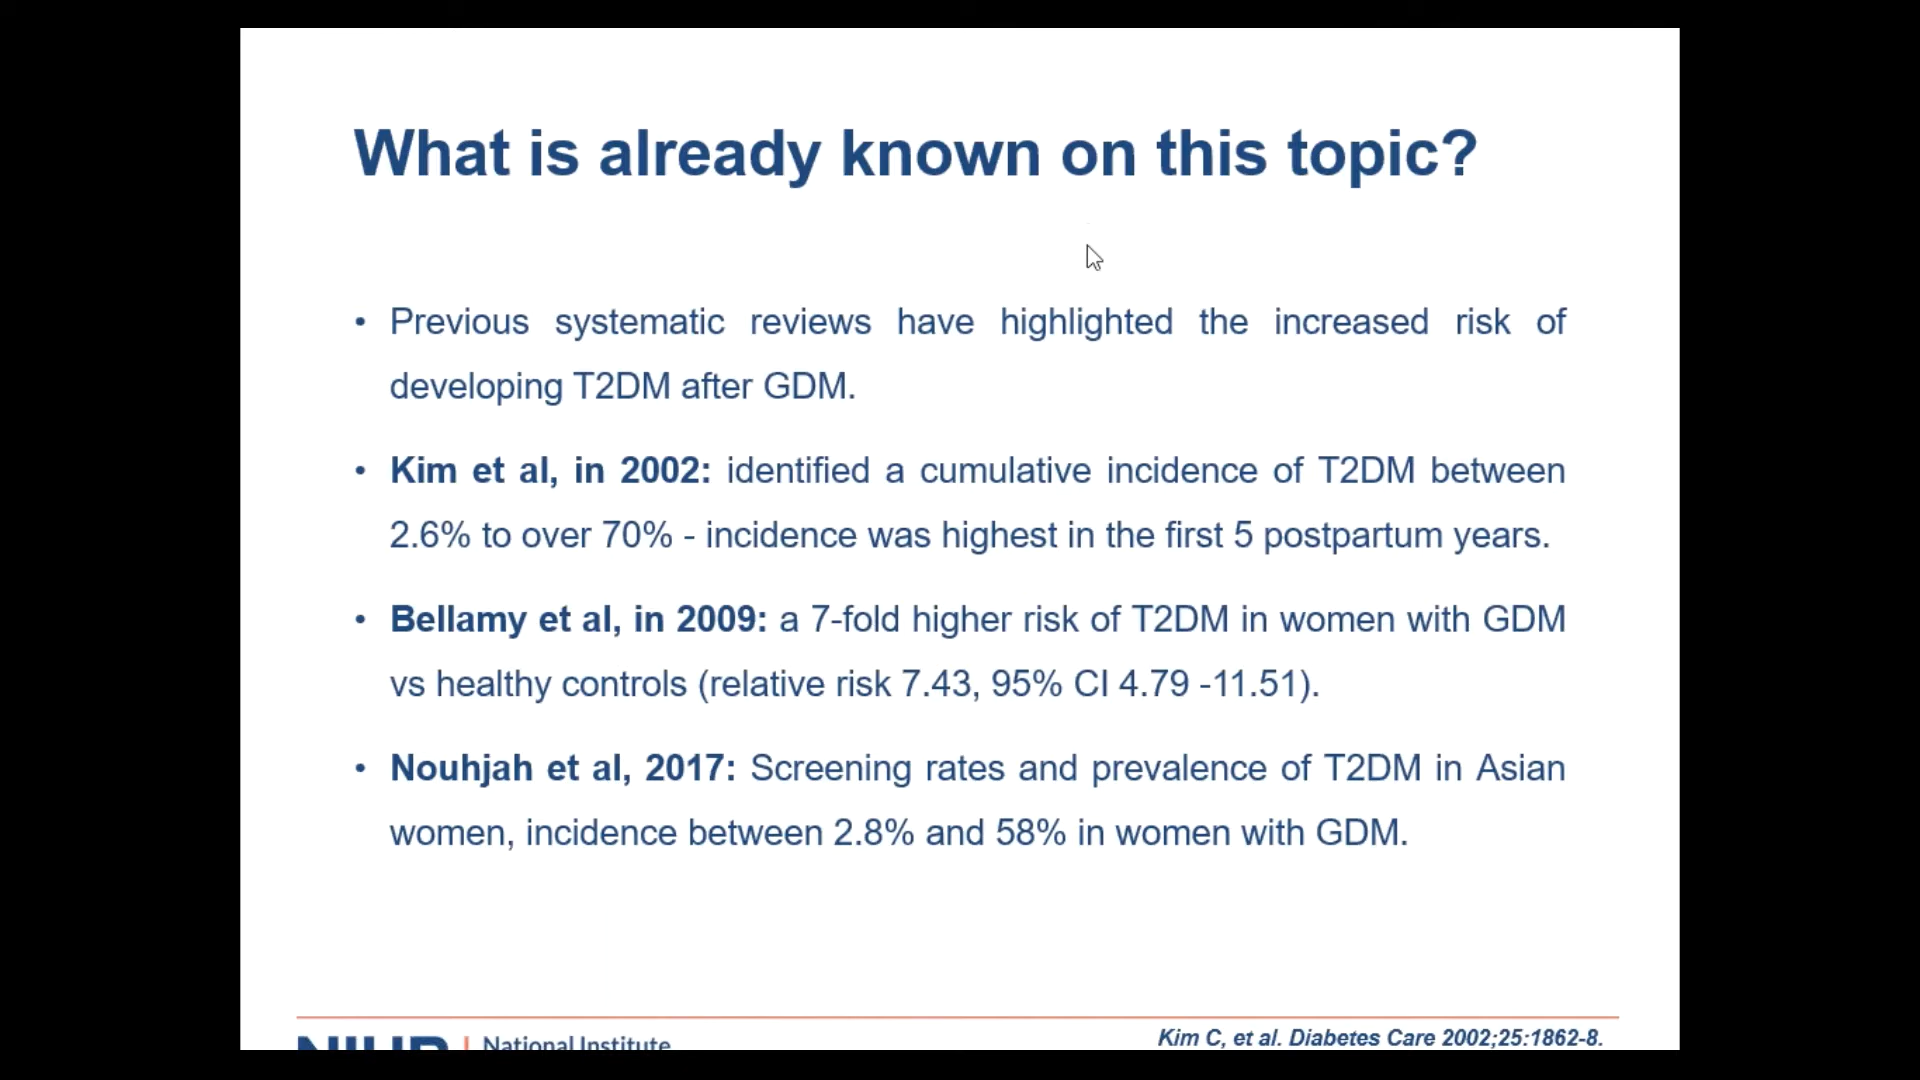 What is already known on this topic?
• Previous systematic reviews have highlighted the increased risk of
developing T2DM after GDM.
• Kim et al, in 2002: identified a cumulative incidence of T2DM between
2.6% to over 70% - incidence was highest in the first 5 postpartum years.
• Bellamy et al, in 2009: a 7-fold higher risk of T2DM in women with GDM
vs healthy controls (relative risk 7.43, 95% CI 4.79 -11.51).
• Nouhjah et al, 2017: Screening rates and prevalence of T2DM in Asian
women, incidence between 2.8% and 58% in women with GDM.
NIHR | National Institute
Kim C, et al. Diabetes Care 2002;25:1862-8.